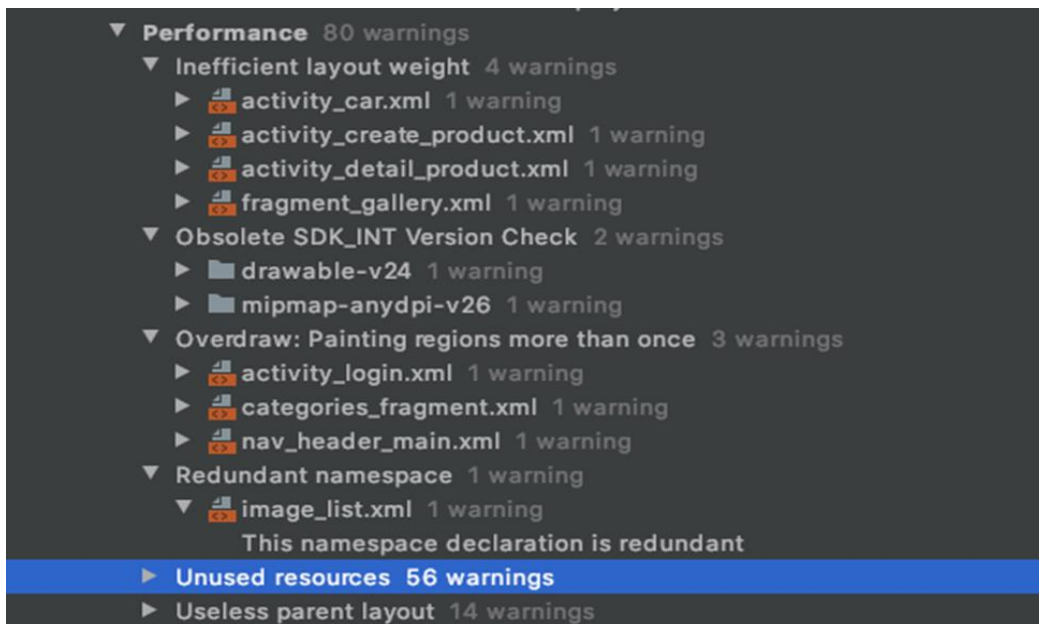 Performance 80 warnings
Inefficient layout weight 4 warnings
activity_car.xml 1 warning
activity_create_product.xml 1 warning
activity_detail_product.xml 1 warning
fragment_gallery.xml 1 warning
Obsolete SDK_INT Version Check 2 warnings
drawable-v24 1 warning
mipmap-anydpi-v26 1 warning
Overdraw: Painting regions more than once 3 warnings
activity_login.xml 1 warning
categories_fragment.xml 1 warning
nav_header_main.xml 1 warning
Redundant namespace 1 warning
image_list.xml 1 warning
This namespace declaration is redundant
Unused resources 56 warnings
Useless parent layout 14 warnings